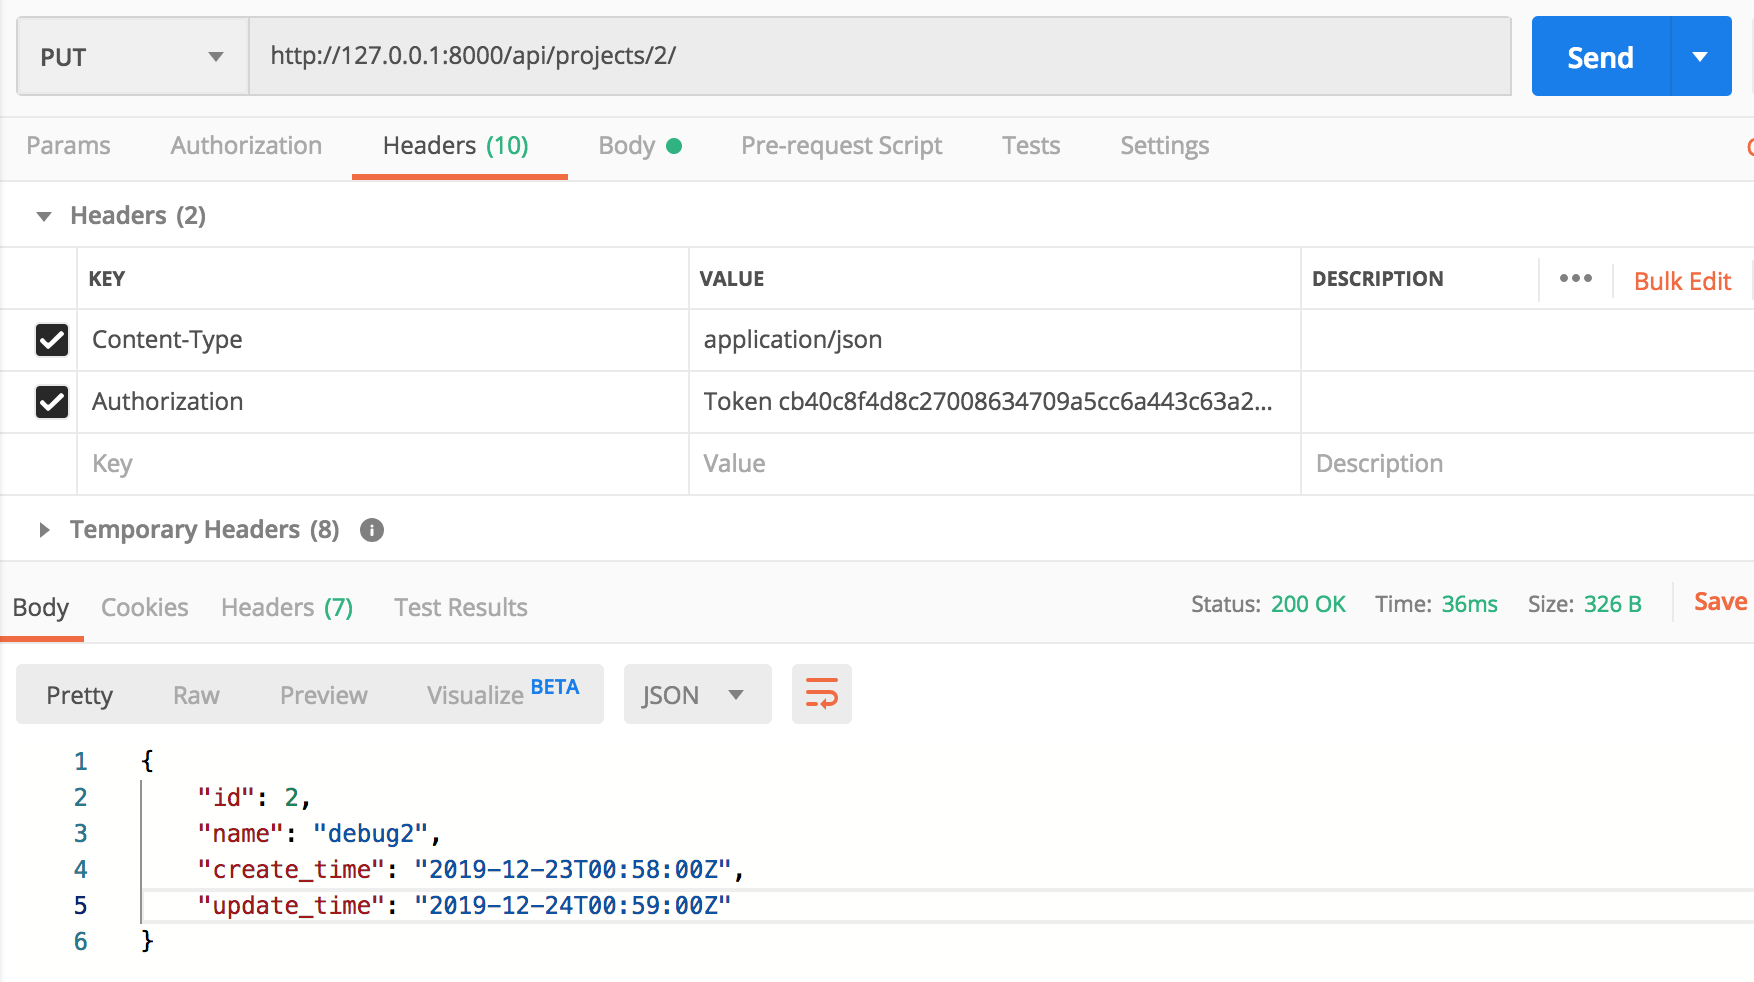 PUT http://127.0.0.1:8000/api/projects/2/ Send
Params Authorization Headers (10) Body Pre-request Script Tests Settings
Headers (2)
KEY VALUE DESCRIPTION ••• Bulk Edit
Content-Type application/json
Authorization Token cb40c8f4d8c27008634709a5cc6a443c63a2...
Key Value Description
Temporary Headers (8) i
Body Cookies Headers (7) Test Results Status: 200 OK Time: 36ms Size: 326 B Save
Pretty Raw Preview Visualize BETA JSON
1 {
2 "id": 2,
3 "name": "debug2",
4 "create_time": "2019-12-23T00:58:00Z",
5 "update_time": "2019-12-24T00:59:00Z"
6 }